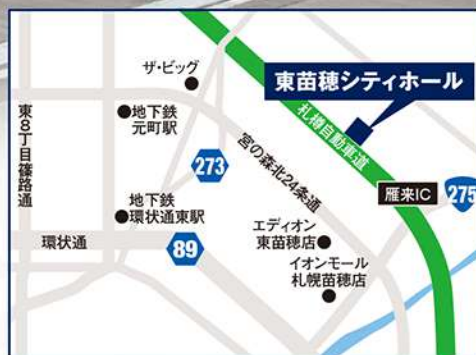 ザ・ビッグ
東苗穂シティホール
地下鉄
元町駅
札樽自動車道
東8丁目篠路通
273
宮の森北24条通
雁来IC
275
地下鉄
環状通東駅
エディオン
東苗穂店
環状通
89
イオンモール
札幌苗穂店